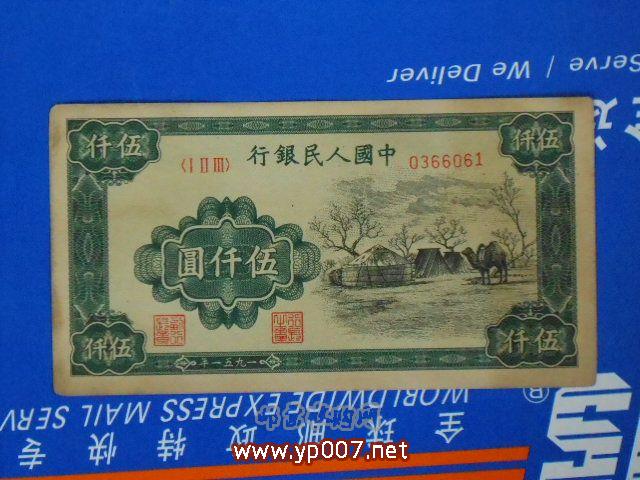 We Deliver / Serve
伍仟 伍仟
行銀民人國中
〈I II III〉 0366061
圓仟伍
伍仟 伍仟
年一五九一
WORLDWIDE EXPRESS MAIL SERV
全球邮政特快专
www.yp007.net